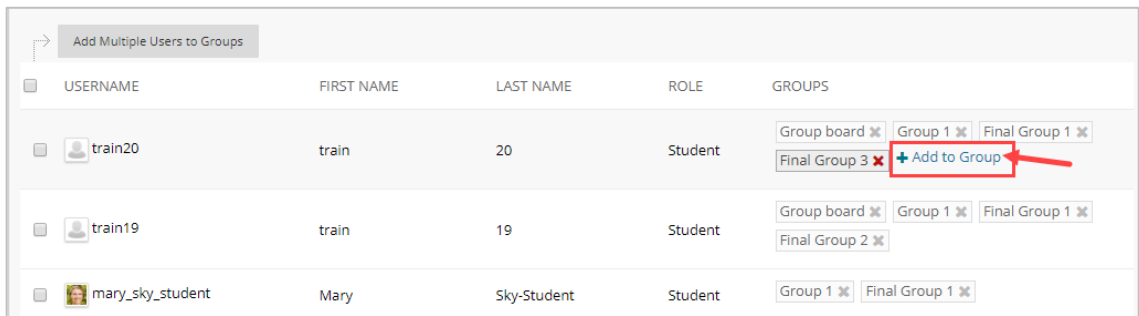 Add Multiple Users to Groups
USERNAME FIRST NAME LAST NAME ROLE GROUPS
Group board Group 1 Final Group 1
train20 train 20 Student
Final Group 3 + Add to Group
Group board Group 1 Final Group 1
train19 train 19 Student
Final Group 2
mary_sky_student Mary Sky-Student Student Group 1 Final Group 1